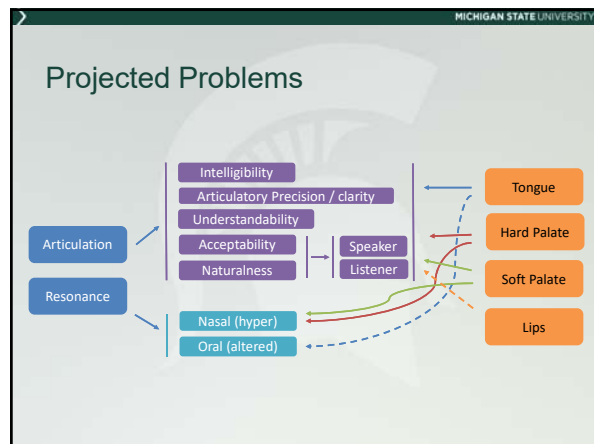 MICHIGAN STATE UNIVERSITY
Projected Problems
Articulation
Resonance
Intelligibility
Articulatory Precision / clarity
Understandability
Acceptability
Naturalness
Speaker
Listener
Nasal (hyper)
Oral (altered)
Tongue
Hard Palate
Soft Palate
Lips